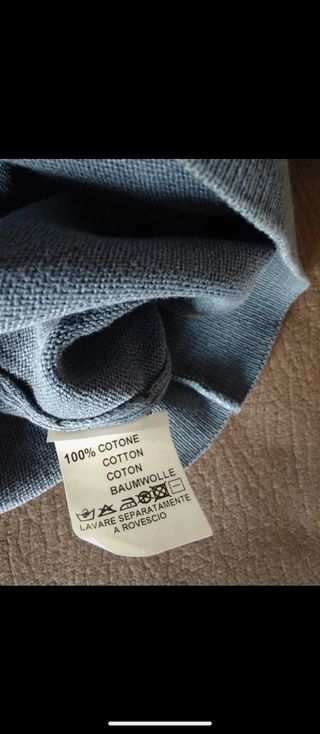 100% COTONE
COTTON
COTON
BAUMWOLLE
LAVARE SEPARATAMENTE
A ROVESCIO